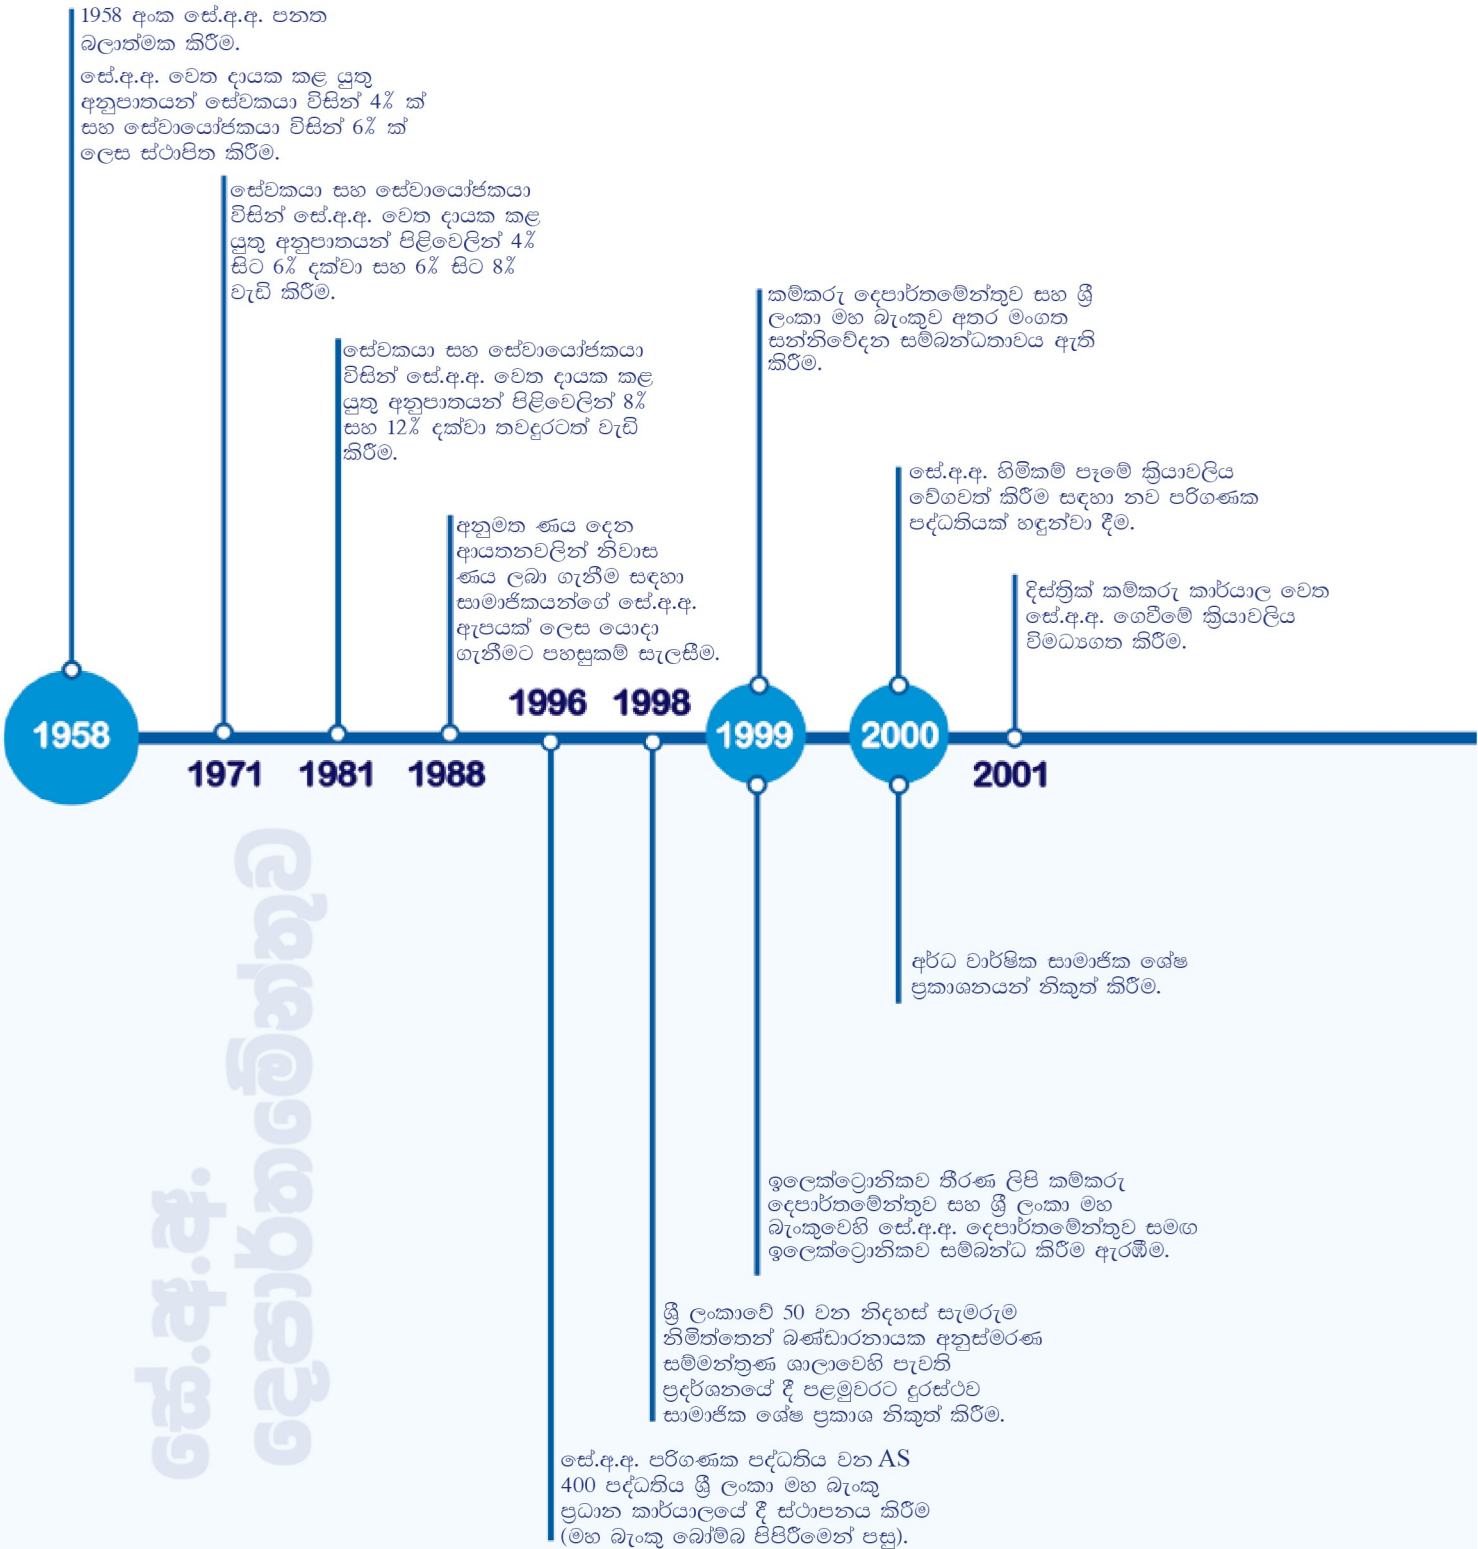 1958 අංක සේ.අ.අ. පනත
බලාත්මක කිරීම.
සේ.අ.අ. වෙත දායක කළ යුතු
අනුපාතයන් සේවකයා විසින් 4% ක්
සහ සේවායෝජකයා විසින් 6% ක්
ලෙස ස්ථාපිත කිරීම.
සේවකයා සහ සේවායෝජකයා
විසින් සේ.අ.අ. වෙත දායක කළ
යුතු අනුපාතයන් පිළිවෙලින් 4%
සිට 6% දක්වා සහ 6% සිට 8%
වැඩි කිරීම.
සේවකයා සහ සේවායෝජකයා
විසින් සේ.අ.අ. වෙත දායක කළ
යුතු අනුපාතයන් පිළිවෙලින් 8%
සහ 12% දක්වා තවදුරටත් වැඩි
කිරීම.
අනුමත ණය දෙන
ආයතනවලින් නිවාස
ණය ලබා ගැනීම සඳහා
සාමාජිකයන්ගේ සේ.අ.අ.
ඇපයක් ලෙස යොදා
ගැනීමට පහසුකම් සැලසීම.
කම්කරු දෙපාර්තමේන්තුව සහ ශ්‍රී
ලංකා මහ බැංකුව අතර මංගත
සන්නිවේදන සම්බන්ධතාවය ඇති
කිරීම.
සේ.අ.අ. හිමිකම් පෑමේ ක්‍රියාවලිය
වේගවත් කිරීම සඳහා නව පරිගණක
පද්ධතියක් හඳුන්වා දීම.
දිස්ත්‍රික් කම්කරු කාර්යාල වෙත
සේ.අ.අ. ගෙවීමේ ක්‍රියාවලිය
විමධ්‍යගත කිරීම.
1958
1971
1981
1988
1996
1998
1999
2000
2001
සේ.අ.අ.
දෙපාර්තමේන්තුව
අර්ධ වාර්ෂික සාමාජික ශේෂ
ප්‍රකාශනයන් නිකුත් කිරීම.
ඉලෙක්ට්‍රොනිකව තීරණ ලිපි කම්කරු
දෙපාර්තමේන්තුව සහ ශ්‍රී ලංකා මහ
බැංකුවෙහි සේ.අ.අ. දෙපාර්තමේන්තුව සමඟ
ඉලෙක්ට්‍රොනිකව සම්බන්ධ කිරීම ඇරඹීම.
ශ්‍රී ලංකාවේ 50 වන නිදහස් සැමරුම
නිමිත්තෙන් බණ්ඩාරනායක අනුස්මරණ
සම්මන්ත්‍රණ ශාලාවෙහි පැවති
ප්‍රදර්ශනයේ දී පළමුවරට දුරස්ථව
සාමාජික ශේෂ ප්‍රකාශ නිකුත් කිරීම.
සේ.අ.අ. පරිගණක පද්ධතිය වන AS
400 පද්ධතිය ශ්‍රී ලංකා මහ බැංකු
ප්‍රධාන කාර්යාලයේ දී ස්ථාපනය කිරීම
(මහ බැංකු බෝම්බ පිපිරීමෙන් පසු).